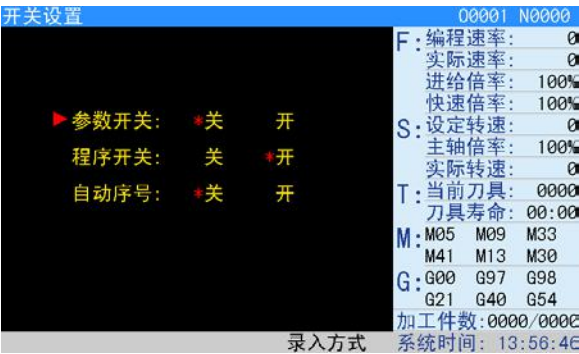 开关设置 O0001 N0000
F:编程速率: 0
实际速率: 0
进给倍率: 100%
快速倍率: 100%
参数开关: *关 开
程序开关: 关 *开
自动序号: *关 开
S:设定转速: 0
主轴倍率: 100%
实际转速: 0
T:当前刀具: 0000
刀具寿命: 00:00
M:M05 M09 M33
M41 M13 M30
G:G00 G97 G98
G21 G40 G54
加工件数:0000/0000
录入方式 系统时间: 13:56:46